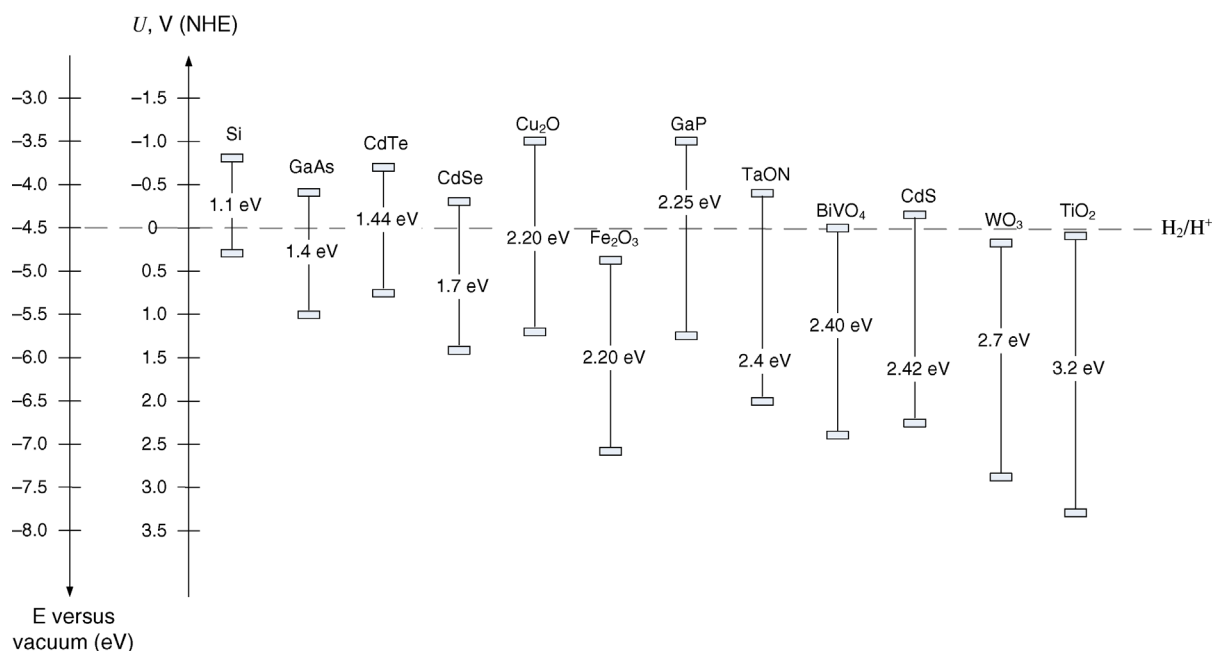 U, V (NHE)
–3.0
–3.5
–4.0
–4.5
–5.0
–5.5
–6.0
–6.5
–7.0
–7.5
–8.0
E versus
vacuum (eV)
–1.5
–1.0
–0.5
0
0.5
1.0
1.5
2.0
2.5
3.0
3.5
Si
1.1 eV
GaAs
1.4 eV
CdTe
1.44 eV
CdSe
1.7 eV
Cu₂O
2.20 eV
Fe₂O₃
2.20 eV
GaP
2.25 eV
TaON
2.4 eV
BiVO₄
2.40 eV
CdS
2.42 eV
WO₃
2.7 eV
TiO₂
3.2 eV
H₂/H⁺